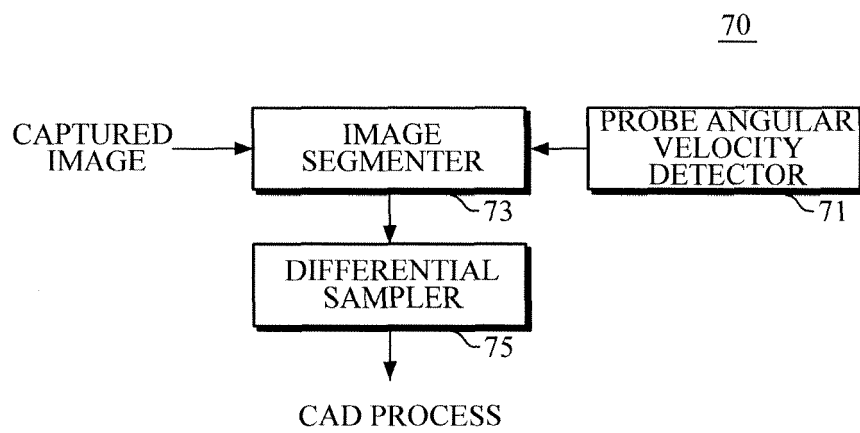 70
CAPTURED
IMAGE
IMAGE
SEGMENTER
73
PROBE ANGULAR
VELOCITY
DETECTOR
71
DIFFERENTIAL
SAMPLER
75
CAD PROCESS